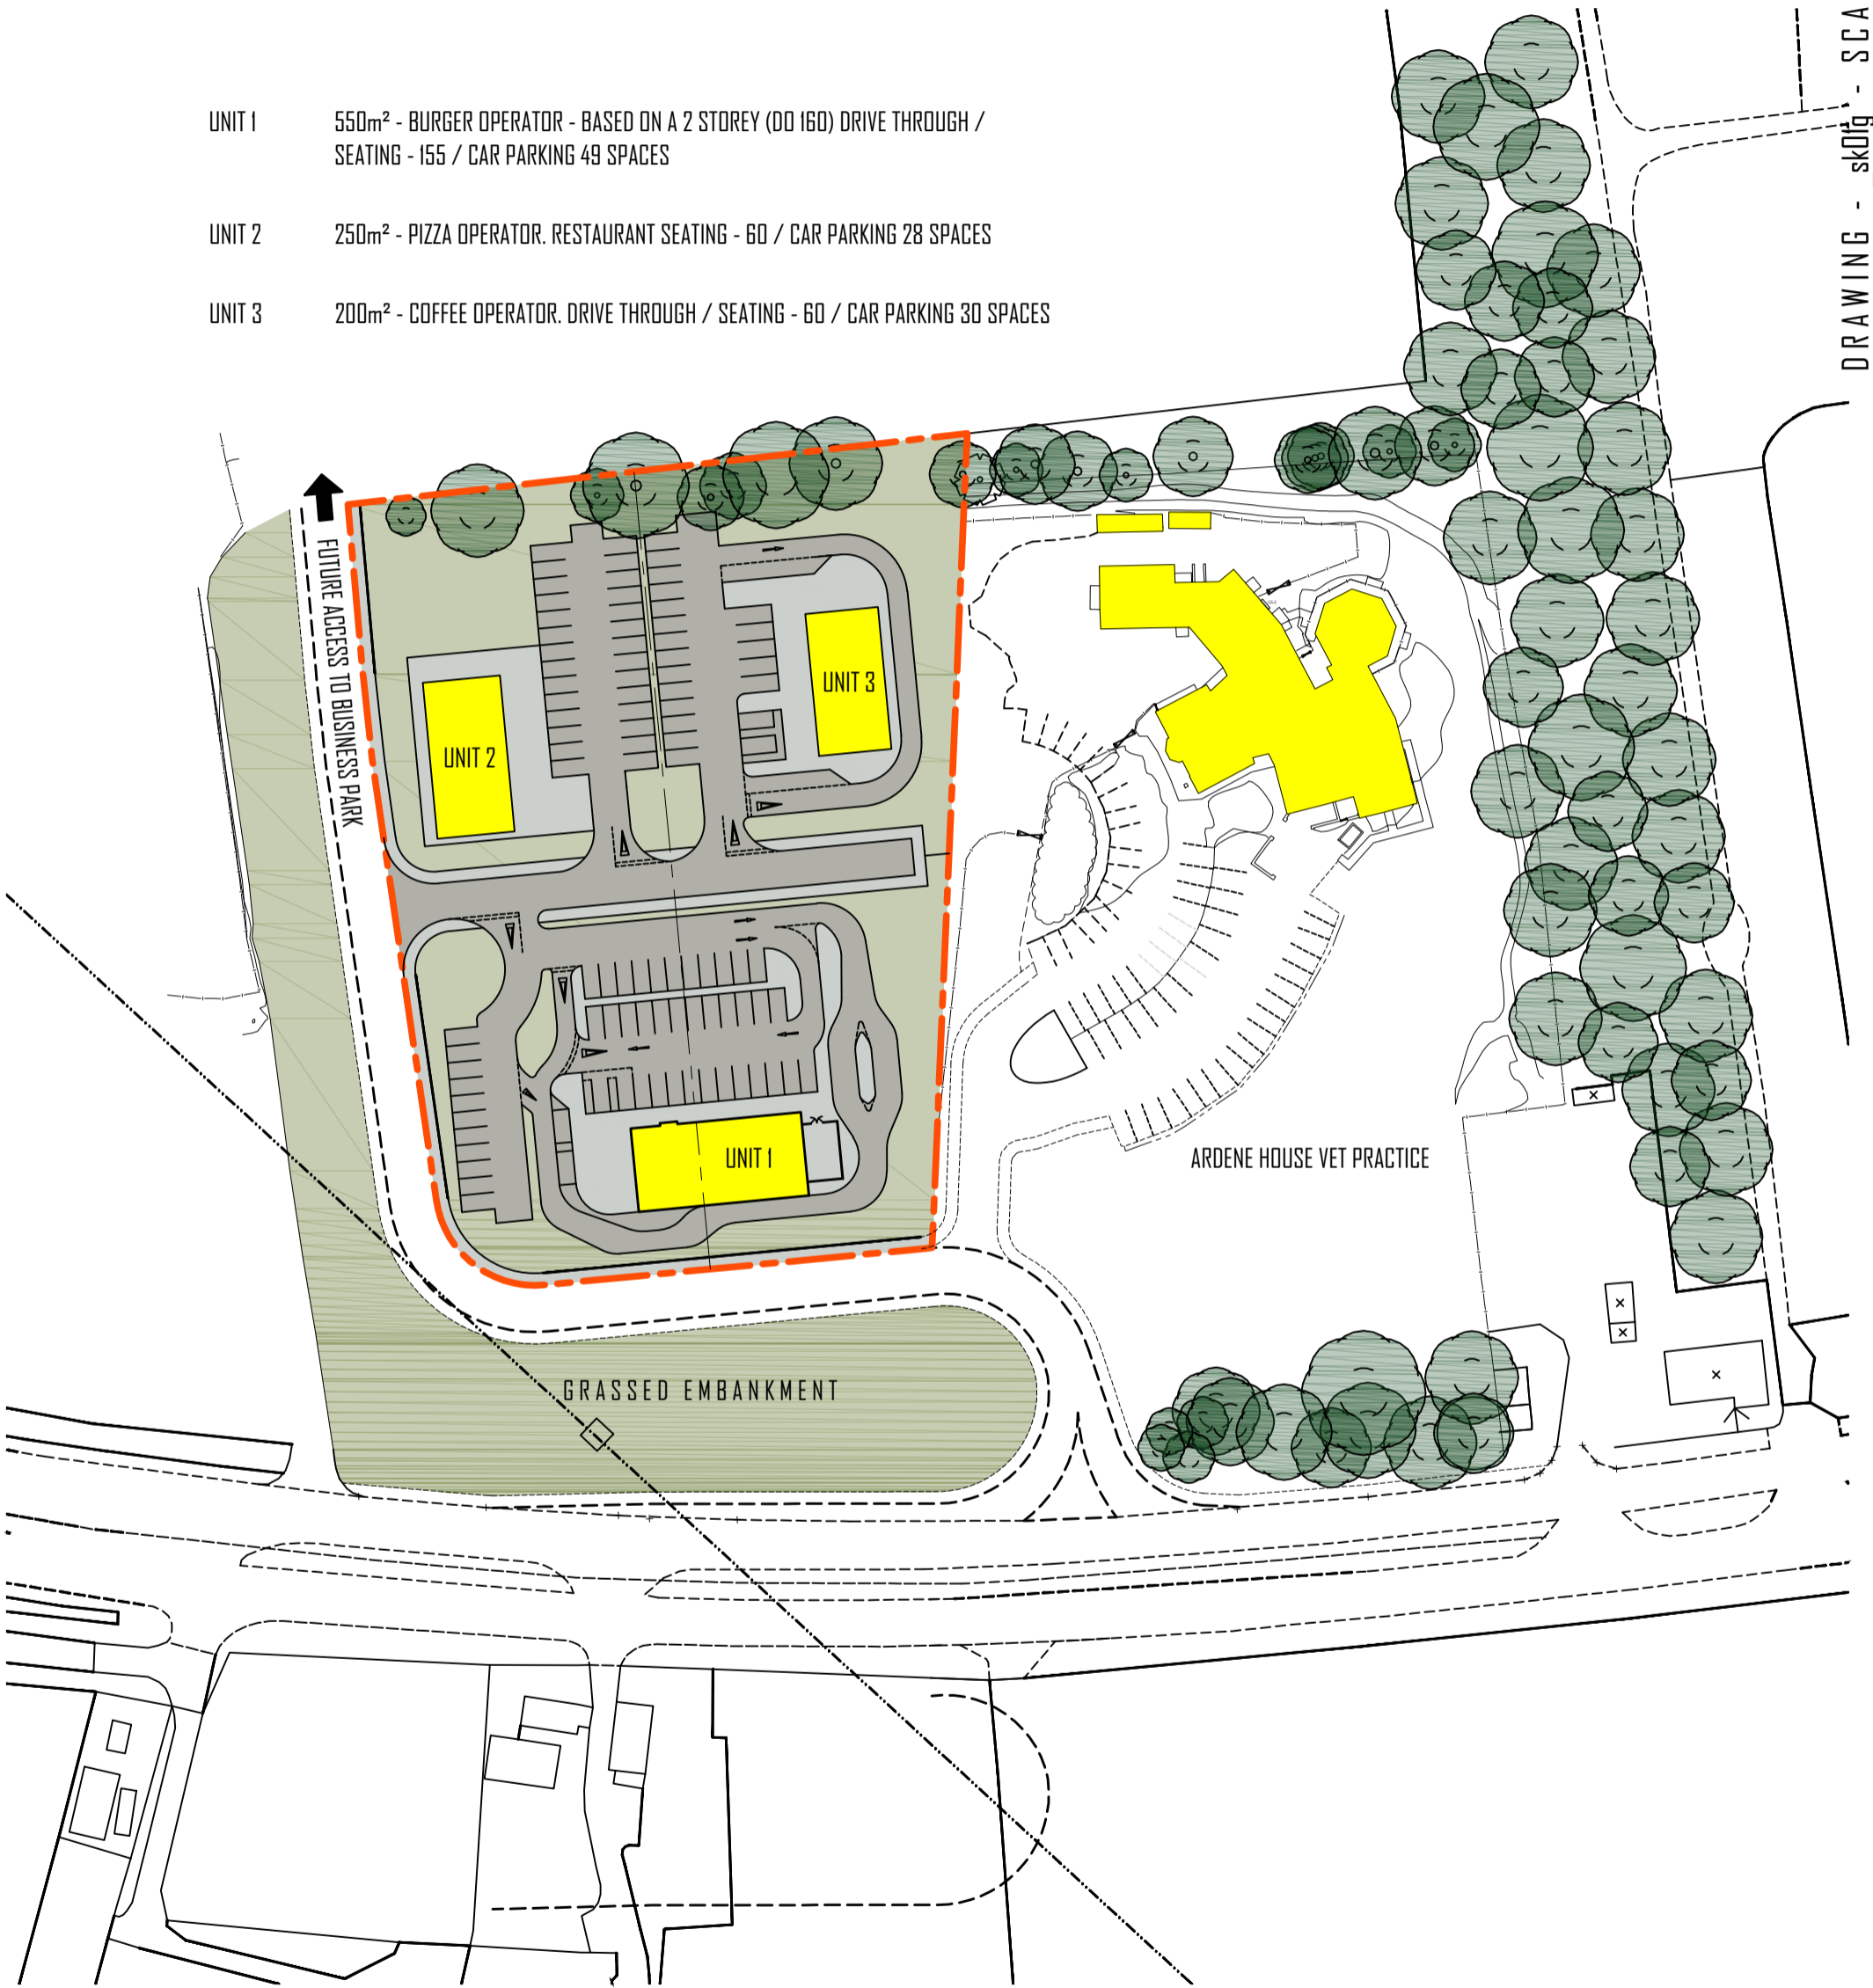 UNIT 1 550m² - BURGER OPERATOR - BASED ON A 2 STOREY (DO 160) DRIVE THROUGH /
SEATING - 155 / CAR PARKING 49 SPACES
UNIT 2 250m² - PIZZA OPERATOR. RESTAURANT SEATING - 60 / CAR PARKING 28 SPACES
UNIT 3 200m² - COFFEE OPERATOR. DRIVE THROUGH / SEATING - 60 / CAR PARKING 30 SPACES
DRAWING -
FUTURE ACCESS TO BUSINESS PARK
UNIT 3
UNIT 2
UNIT 1
ARDENE HOUSE VET PRACTICE
GRASSED EMBANKMENT